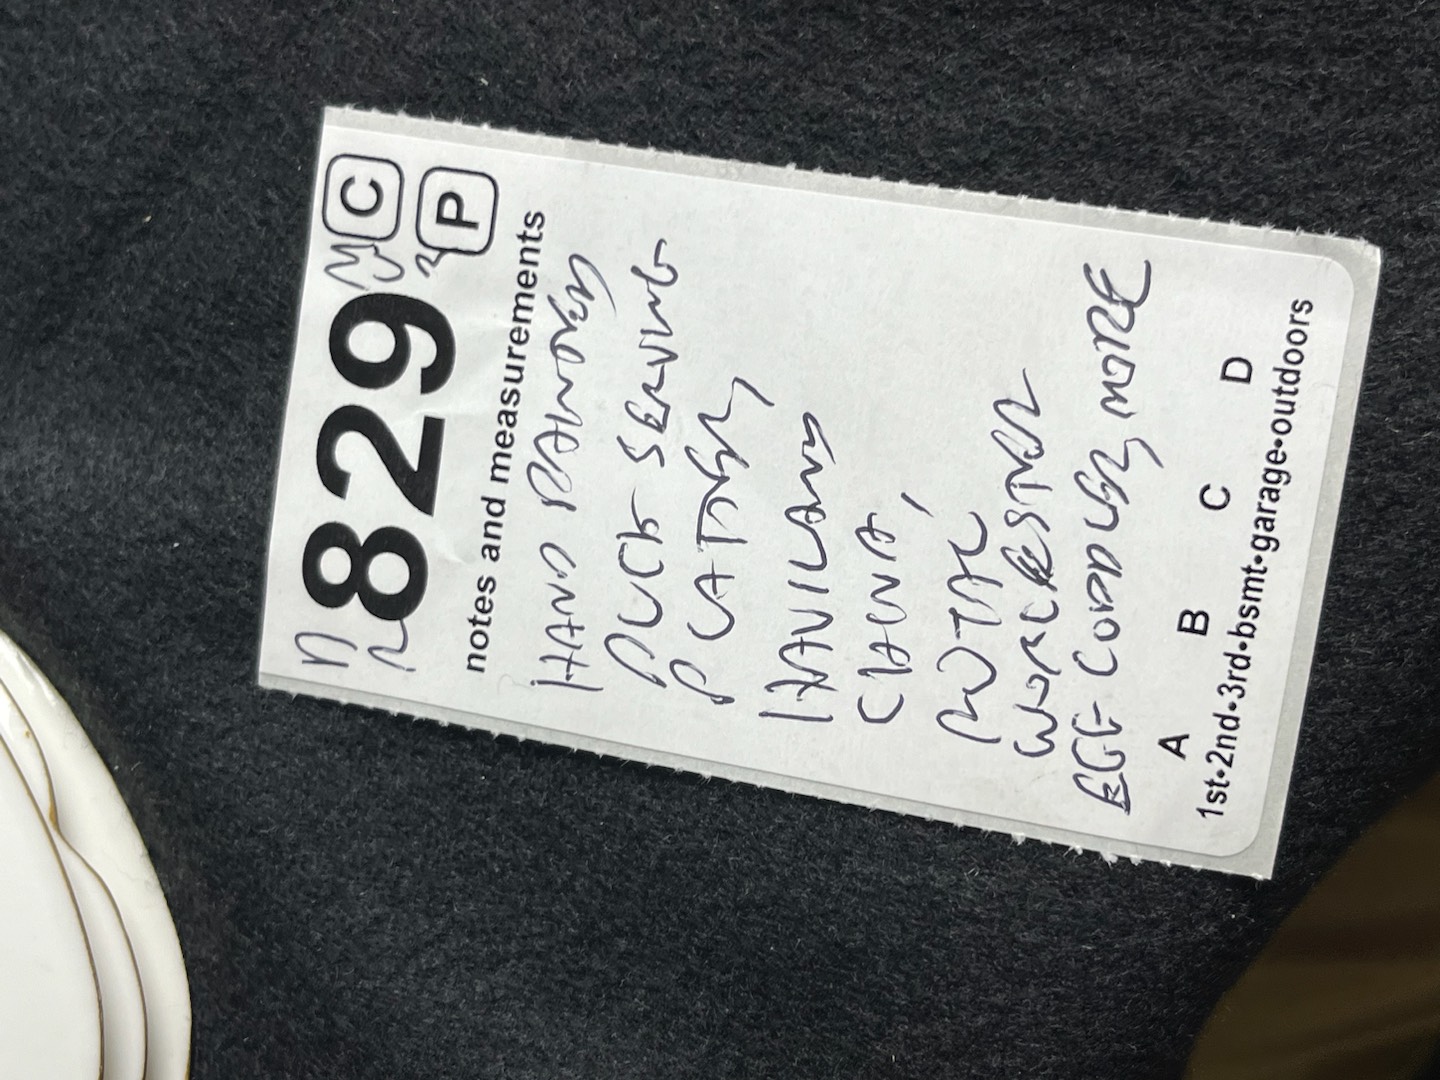 829
C
P
notes and measurements
HAND PAINTED
DUCK SERVING
PLATTER,
HAVILAND
CHINA,
ROYAL
WORCESTER
EGG CODDLER, MORE
A B C D
1st•2nd•3rd•bsmt•garage•outdoors